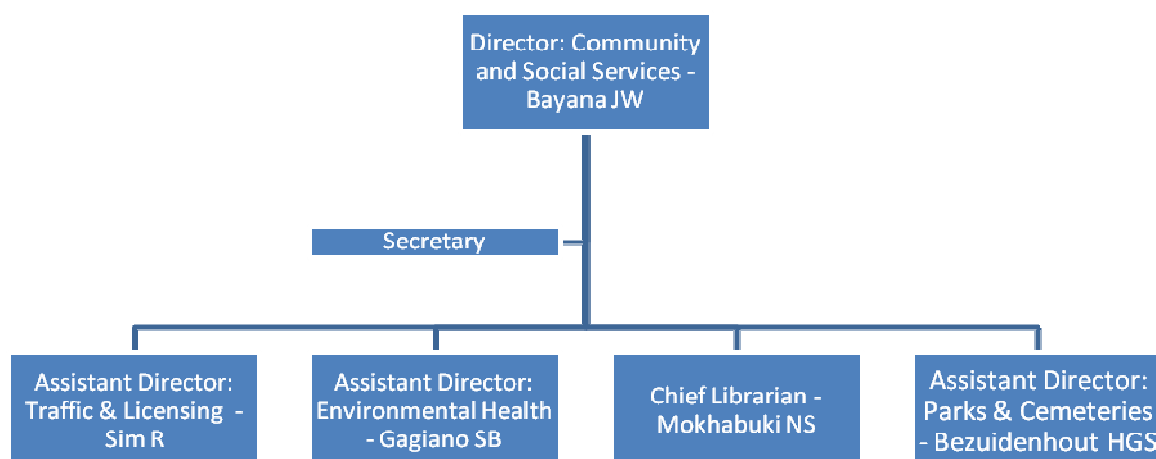 Director: Community
and Social Services -
Bayana JW
Secretary
Assistant Director:
Traffic & Licensing -
Sim R
Assistant Director:
Environmental Health
- Gagiano SB
Chief Librarian -
Mokhabuki NS
Assistant Director:
Parks & Cemeteries
- Bezuidenhout HGS